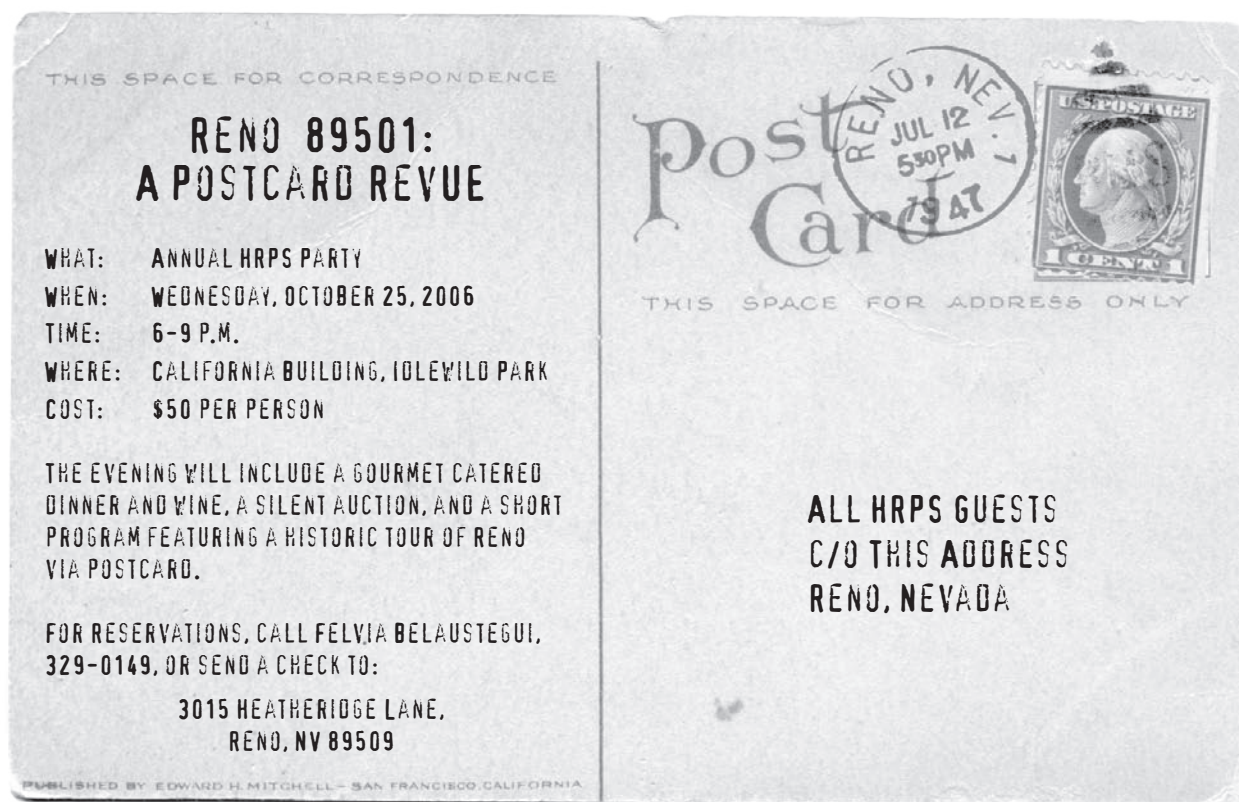 THIS SPACE FOR CORRESPONDENCE
RENO 89501:
A POSTCARD REVUE
WHAT: ANNUAL HRPS PARTY
WHEN: WEDNESDAY, OCTOBER 25, 2006
TIME: 6-9 P.M.
WHERE: CALIFORNIA BUILDING, IDLEWILD PARK
COST: $50 PER PERSON
THE EVENING WILL INCLUDE A GOURMET CATERED
DINNER AND WINE, A SILENT AUCTION, AND A SHORT
PROGRAM FEATURING A HISTORIC TOUR OF RENO
VIA POSTCARD.
FOR RESERVATIONS, CALL FELVIA BELAUSTEGUI,
329-0149, OR SEND A CHECK TO:
3015 HEATHERIDGE LANE,
RENO, NV 89509
PUBLISHED BY EDWARD H. MITCHELL – SAN FRANCISCO, CALIFORNIA
Post
Card
RENO, NEV. 1
JUL 12
530PM
1947
U.S. POSTAGE
1 CENT 1
THIS SPACE FOR ADDRESS ONLY
ALL HRPS GUESTS
C/O THIS ADDRESS
RENO, NEVADA